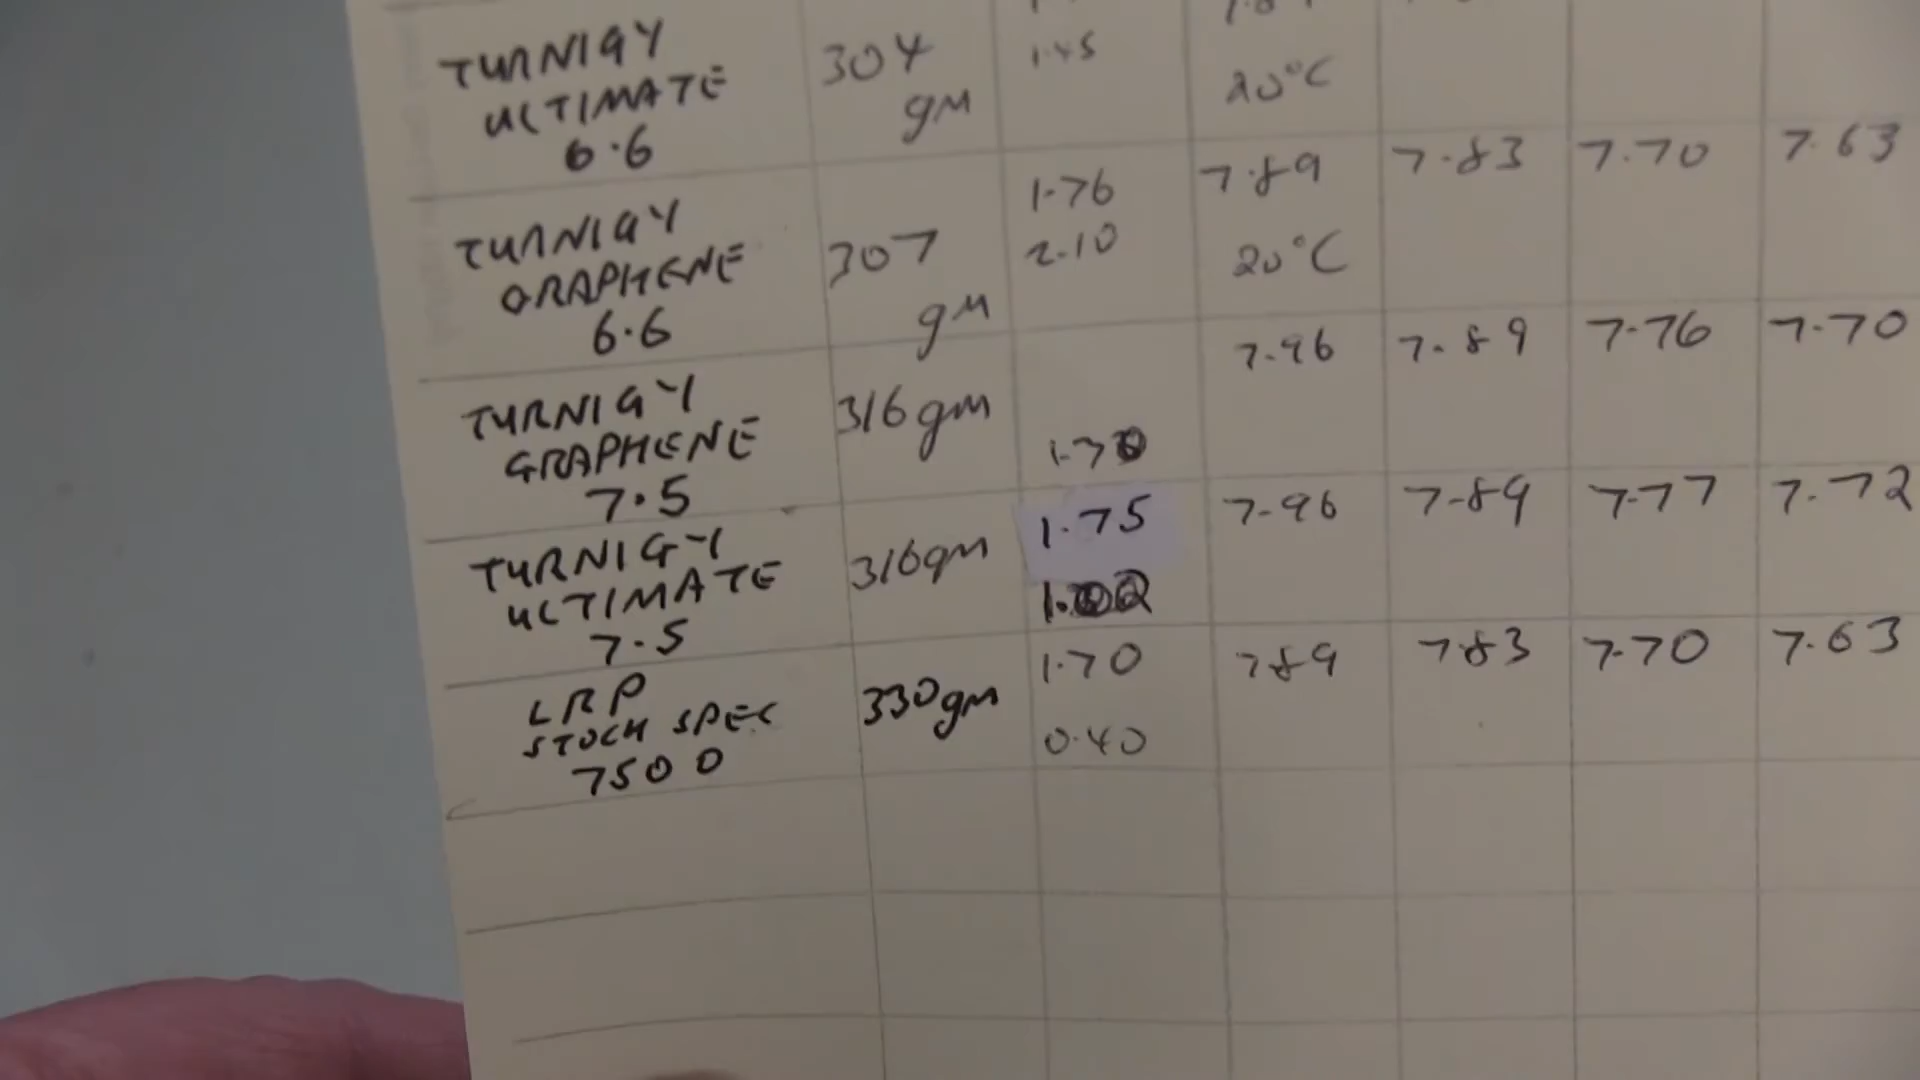 TURNIGY ULTIMATE 6.6 304 gm 1.45 20°C
TURNIGY GRAPHENE 6.6 307 gm 1.76 2.10 7.89 20°C 7.83 7.70 7.63
TURNIGY GRAPHENE 7.5 316gm 7.96 7.89 7.76 7.70
TURNIGY ULTIMATE 7.5 316gm 1.75 7.96 7.89 7.77 7.72
LRP STOCK SPEC 7500 330gm 1.70 0.40 7.89 7.83 7.70 7.63